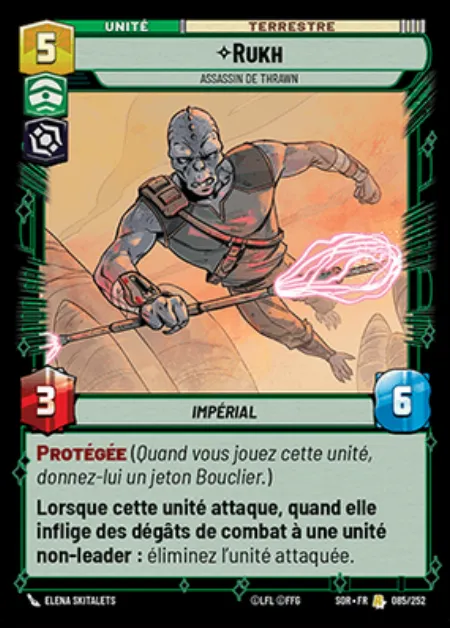 UNITÉ
TERRESTRE
5
RUKH
ASSASSIN DE THRAWN
3
IMPÉRIAL
6
PROTÉGÉE (Quand vous jouez cette unité,
donnez-lui un jeton Bouclier.)
Lorsque cette unité attaque, quand elle
inflige des dégâts de combat à une unité
non-leader : éliminez l'unité attaquée.
ELENA SKITALETS
©LFL ©FFG
SOR • FR
R
085/252